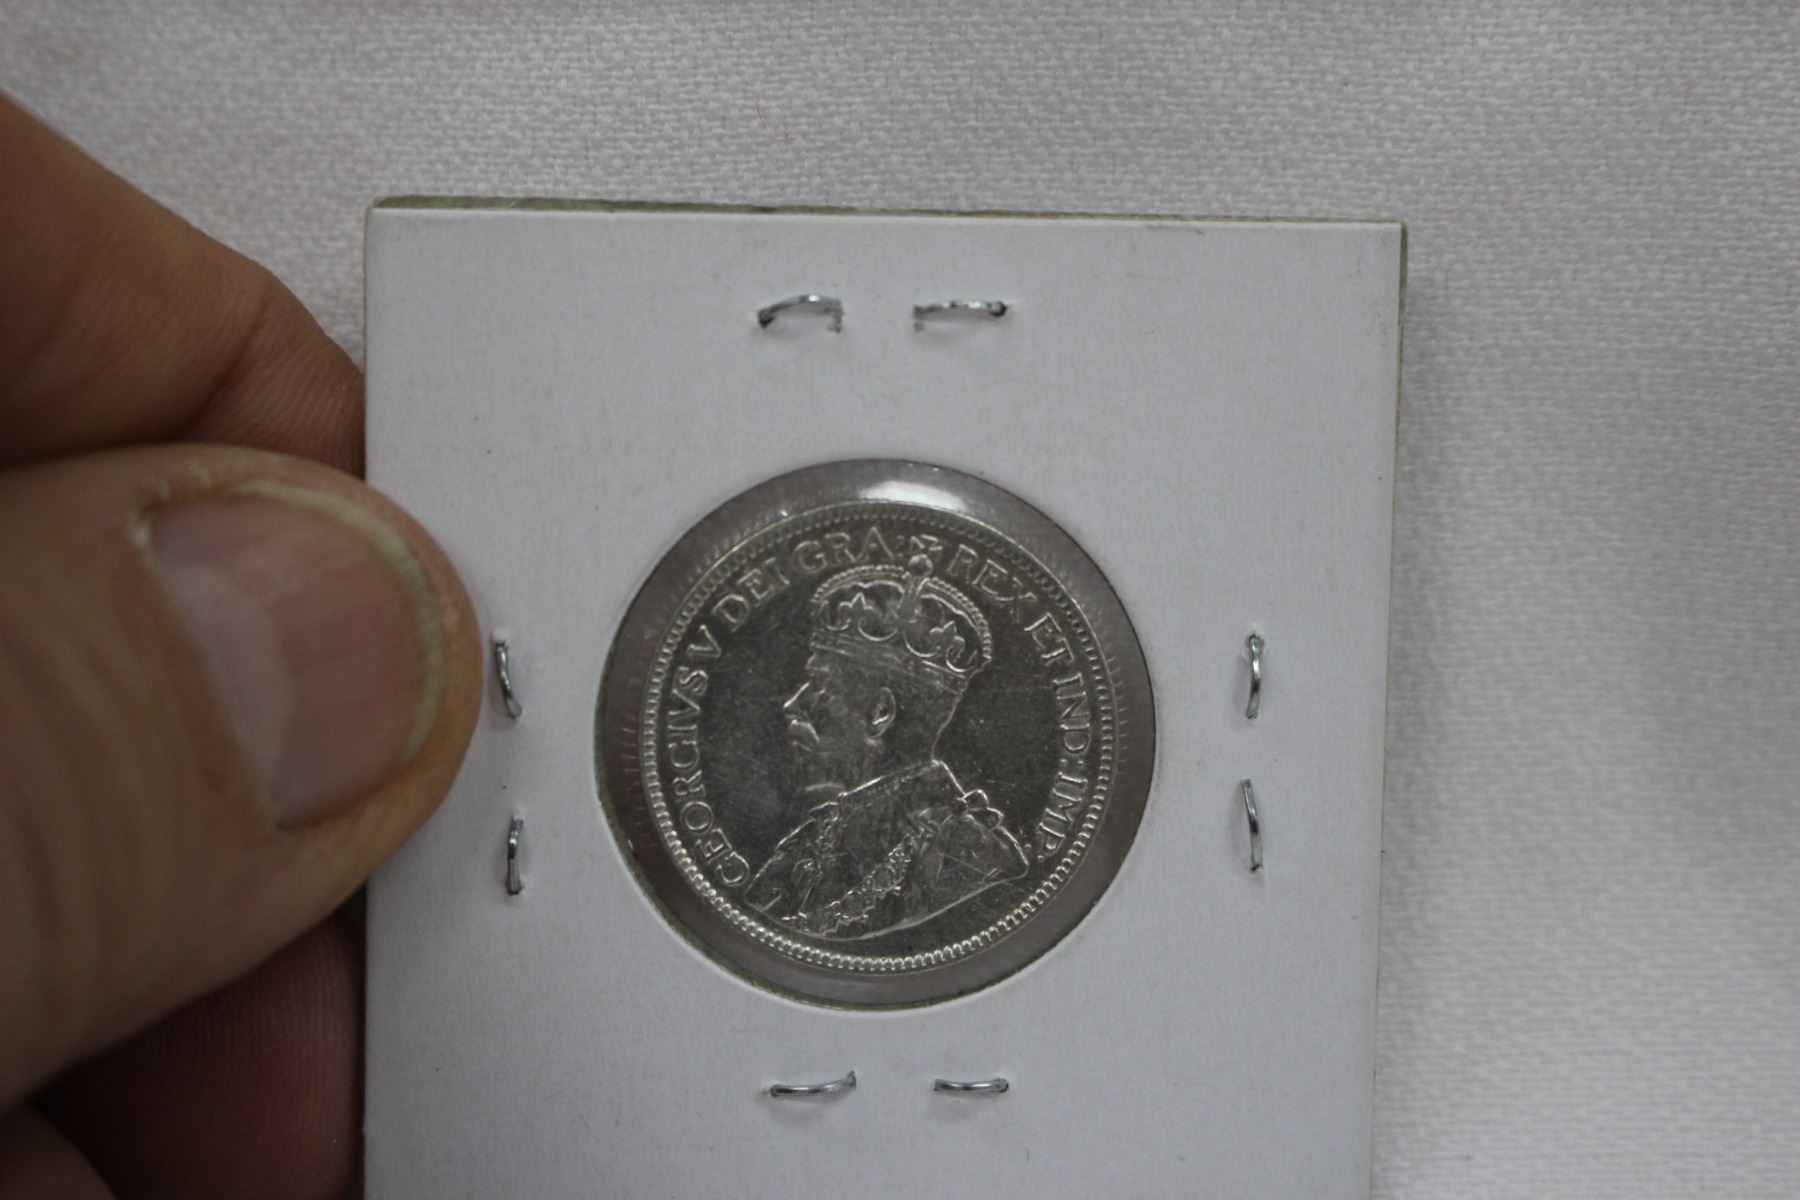 GEORGIVS V DEI GRA: REX ET IND: IMP: